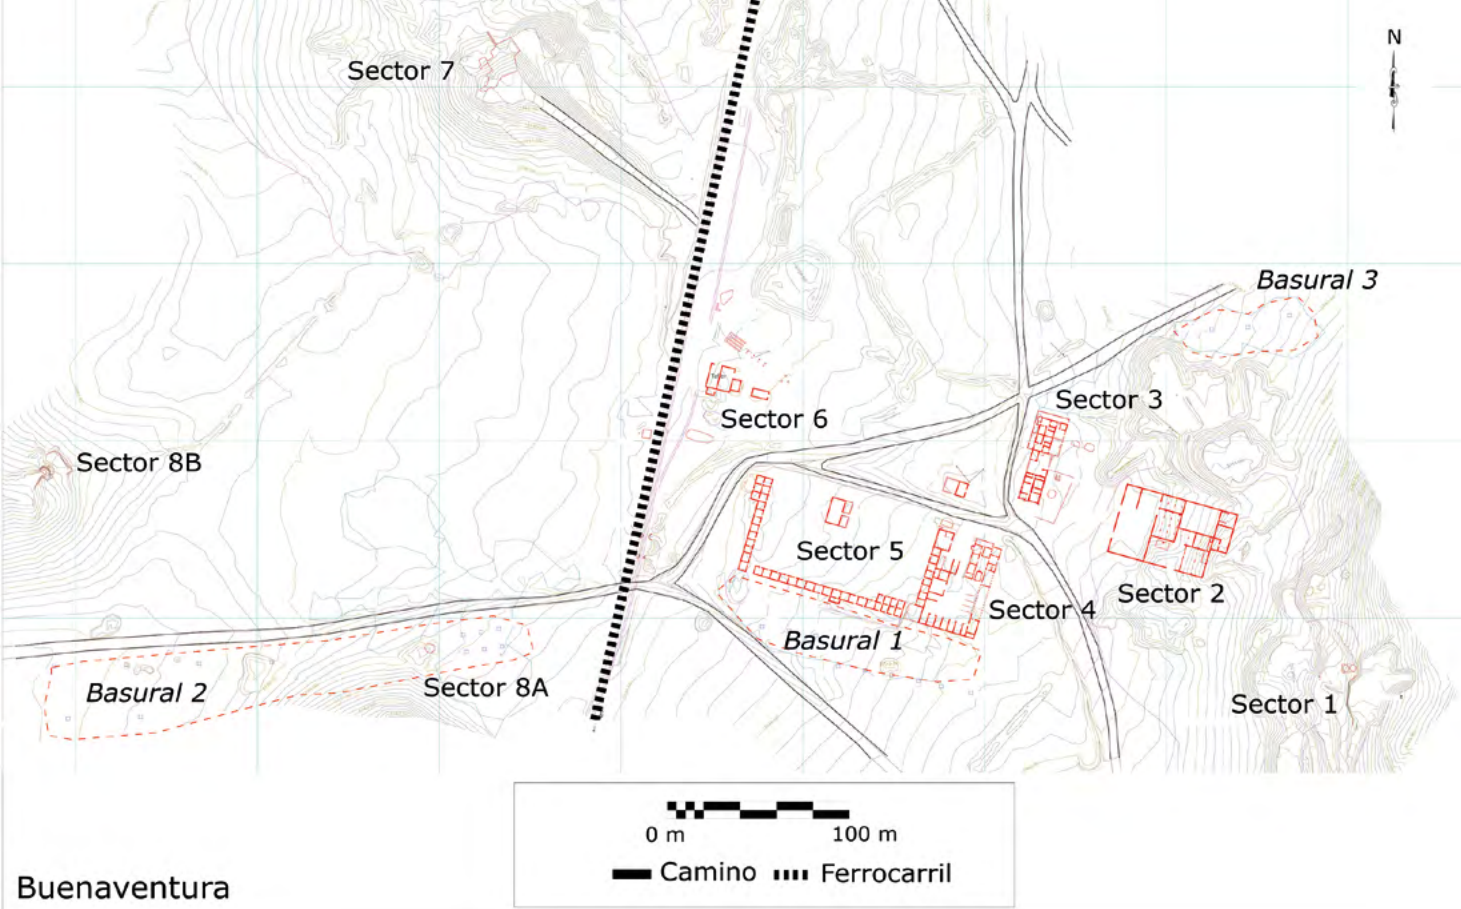 N
Sector 7
Basural 3
Sector 3
Sector 6
Sector 8B
Sector 5
Sector 2
Sector 4
Basural 1
Sector 8A
Basural 2
Sector 1
0 m 100 m
Camino Ferrocarril
Buenaventura